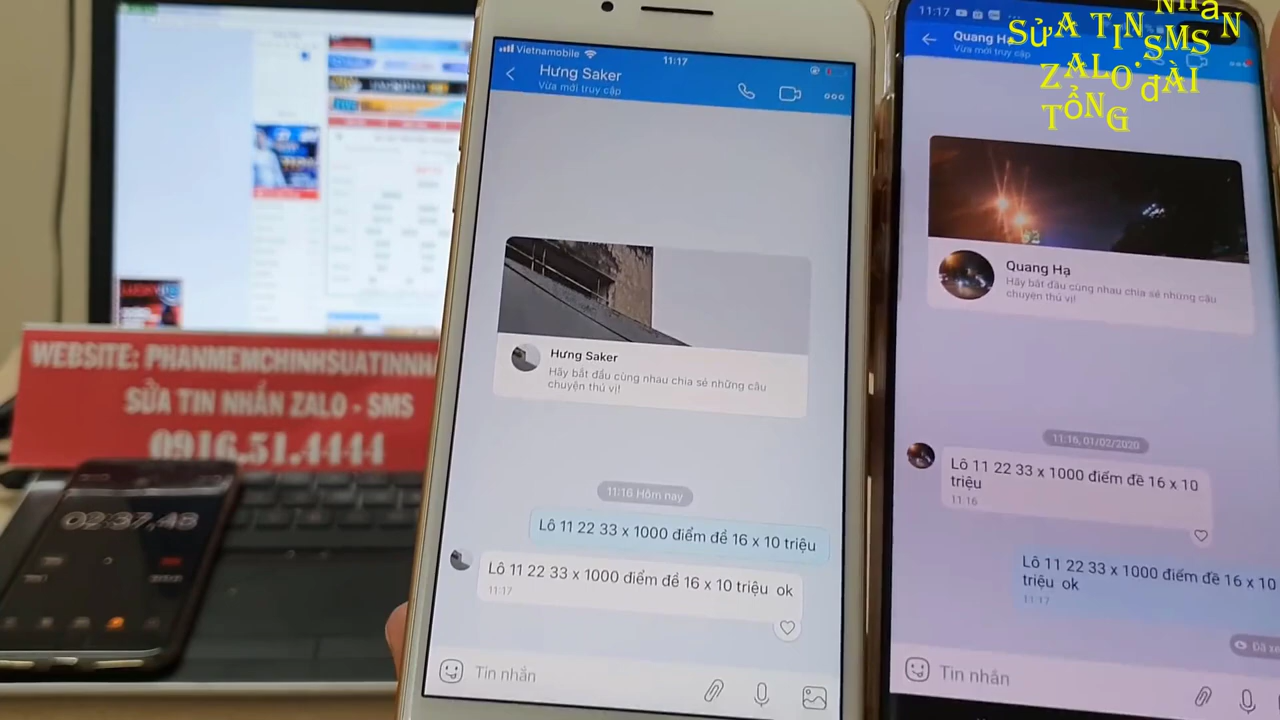 WEBSITE: PHANMEMCHINHSUATINNHA
SỬA TIN NHẮN ZALO - SMS
0916.51.4444
02:37,48
Vietnamobile
11:17
Hưng Saker
Vừa mới truy cập
Hưng Saker
Hãy bắt đầu cùng nhau chia sẻ những câu
chuyện thú vị!
11:16 Hôm nay
Lô 11 22 33 x 1000 điểm đề 16 x 10 triệu
Lô 11 22 33 x 1000 điểm đề 16 x 10 triệu ok
11:17
Tin nhắn
11:17
Quang Hạ
Vừa mới truy cập
SỬA TIN NHắN
ZALO.SMS
TỔNG đÀI
Quang Hạ
Hãy bắt đầu cùng nhau chia sẻ những câu
chuyện thú vị!
11:16, 01/02/2020
Lô 11 22 33 x 1000 điểm đề 16 x 10
triệu
11:16
Lô 11 22 33 x 1000 điểm đề 16 x 10
triệu ok
11:17
Đã xe
Tin nhắn